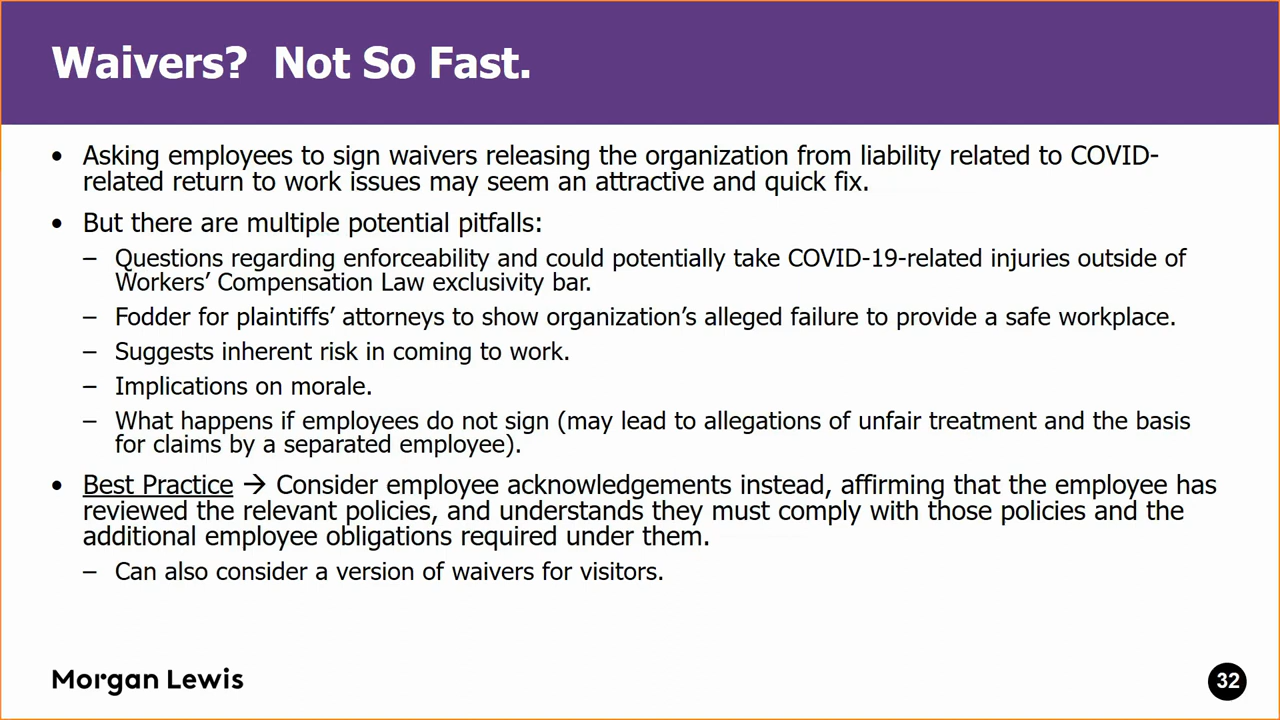 Waivers?  Not So Fast.
• Asking employees to sign waivers releasing the organization from liability related to COVID-
related return to work issues may seem an attractive and quick fix.
• But there are multiple potential pitfalls:
– Questions regarding enforceability and could potentially take COVID-19-related injuries outside of
Workers’ Compensation Law exclusivity bar.
– Fodder for plaintiffs’ attorneys to show organization’s alleged failure to provide a safe workplace.
– Suggests inherent risk in coming to work.
– Implications on morale.
– What happens if employees do not sign (may lead to allegations of unfair treatment and the basis
for claims by a separated employee).
• Best Practice → Consider employee acknowledgements instead, affirming that the employee has
reviewed the relevant policies, and understands they must comply with those policies and the
additional employee obligations required under them.
– Can also consider a version of waivers for visitors.
Morgan Lewis
32